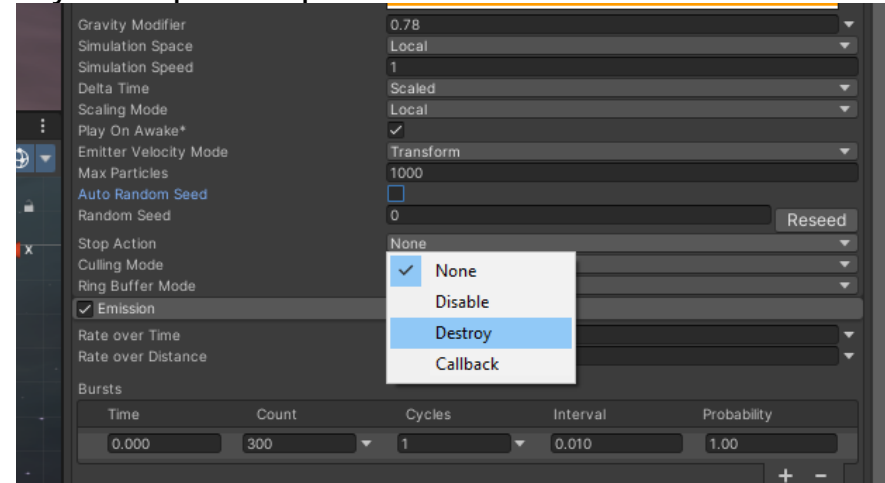 Gravity Modifier 0.78
Simulation Space Local
Simulation Speed 1
Delta Time Scaled
Scaling Mode Local
Play On Awake*
Emitter Velocity Mode Transform
Max Particles 1000
Auto Random Seed
Random Seed 0 Reseed
Stop Action None
Culling Mode
Ring Buffer Mode
None
Disable
Destroy
Callback
Emission
Rate over Time
Rate over Distance
Bursts
Time Count Cycles Interval Probability
0.000 300 1 0.010 1.00
+ -
X